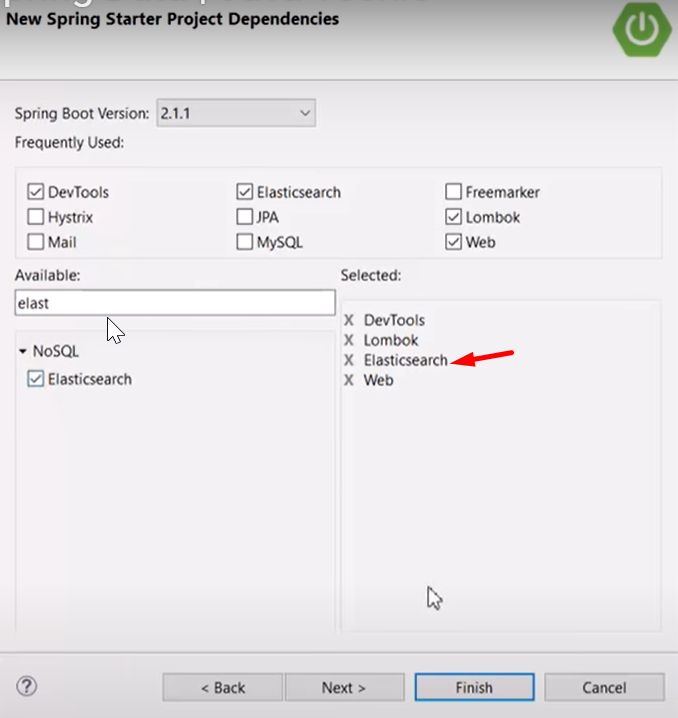 New Spring Starter Project Dependencies
Spring Boot Version: 2.1.1
Frequently Used:
DevTools Elasticsearch Freemarker
Hystrix JPA Lombok
Mail MySQL Web
Available: Selected:
elast
DevTools
NoSQL X Lombok
Elasticsearch X Elasticsearch
X Web
? < Back Next > Finish Cancel